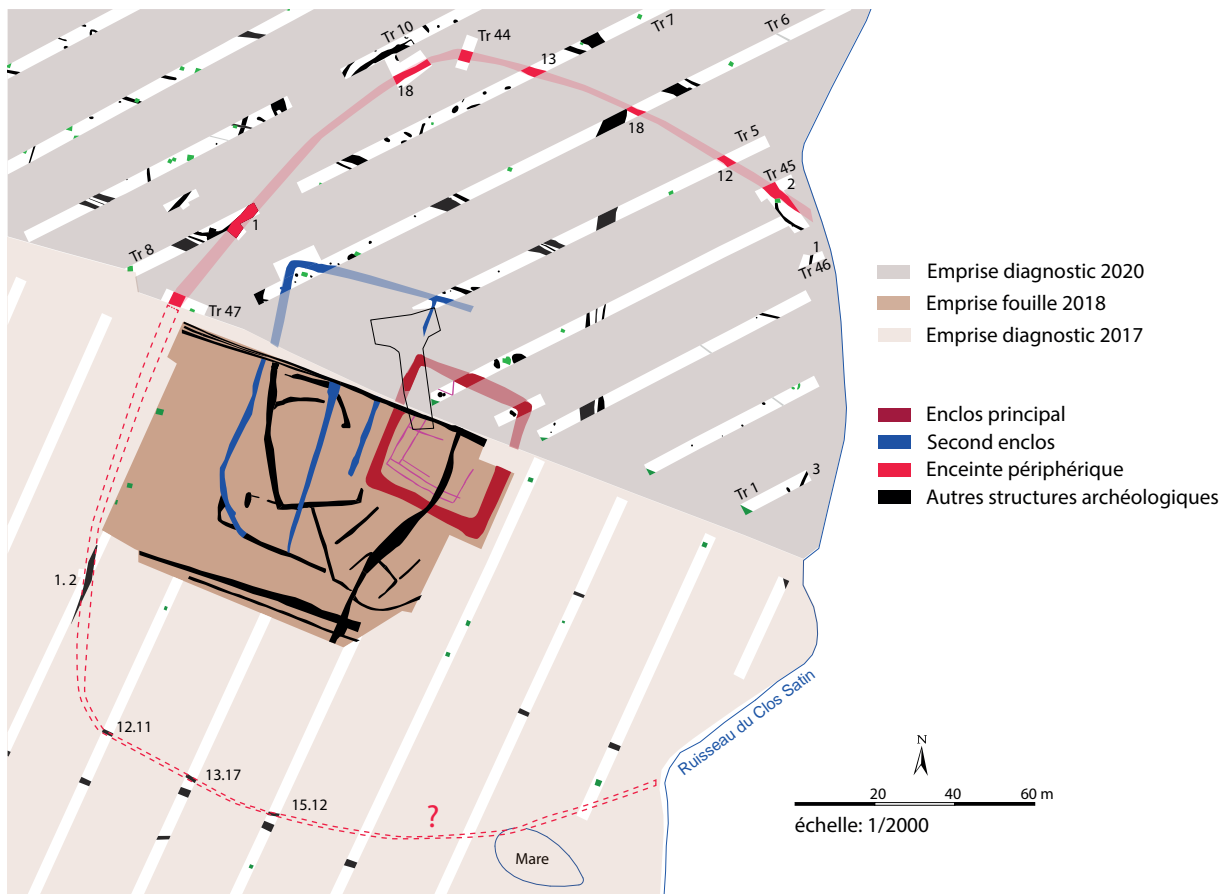 Tr 10
Tr 44
13
Tr 7
Tr 6
18
18
Tr 5
12
Tr 45
2
1
Tr 8
1
Tr 46
Tr 47
3
Tr 1
1. 2
12.11
13.17
15.12
?
Mare
Ruisseau du Clos Satin
Emprise diagnostic 2020
Emprise fouille 2018
Emprise diagnostic 2017
Enclos principal
Second enclos
Enceinte périphérique
Autres structures archéologiques
N
20 40 60 m
échelle: 1/2000